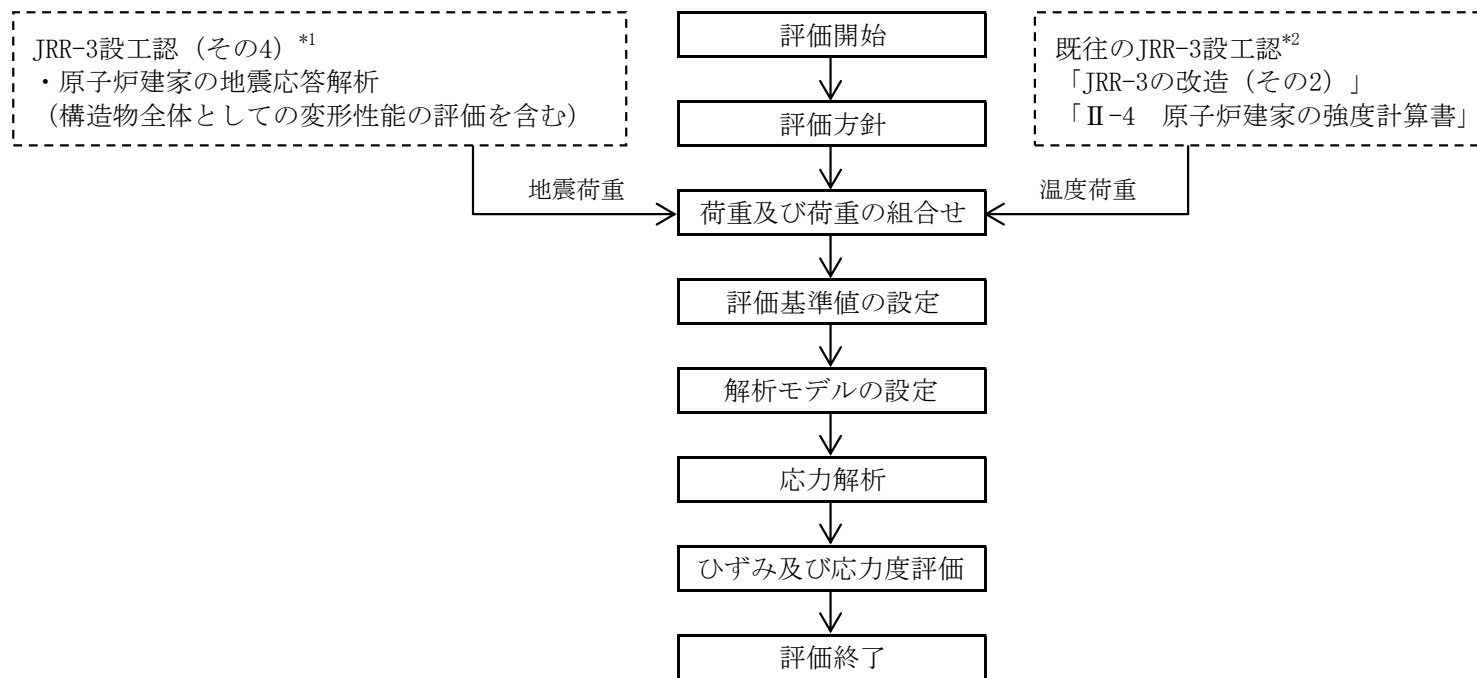 JRR-3設工認（その4）*1
・原子炉建家の地震応答解析
（構造物全体としての変形性能の評価を含む）
評価開始
既往のJRR-3設工認*2
「JRR-3の改造（その2）」
「Ⅱ-4　原子炉建家の強度計算書」
評価方針
地震荷重
温度荷重
荷重及び荷重の組合せ
評価基準値の設定
解析モデルの設定
応力解析
ひずみ及び応力度評価
評価終了